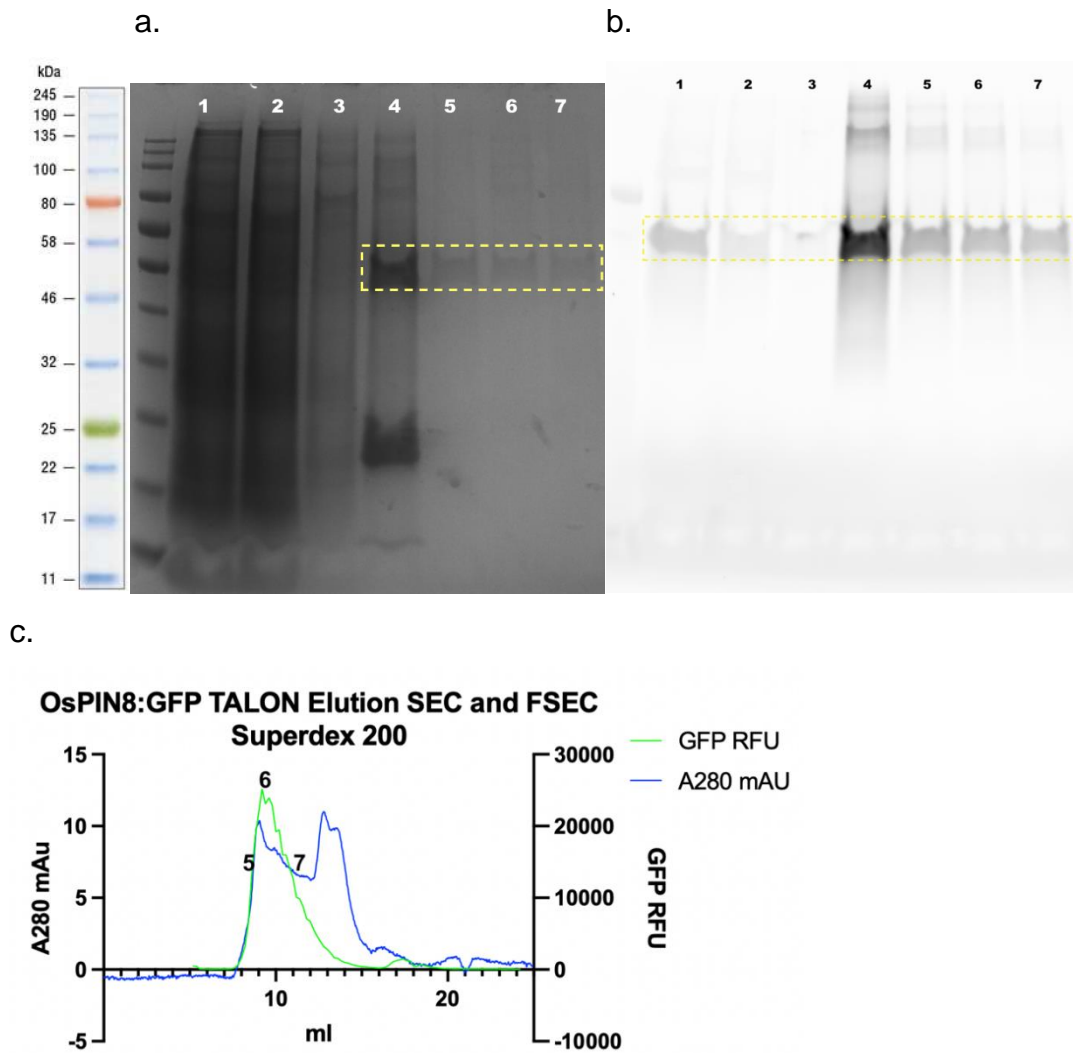 a.
b.
kDa
245
190
135
100
80
58
46
32
25
22
17
11
1 2 3 4 5 6 7
1 2 3 4 5 6 7
c.
OsPIN8:GFP TALON Elution SEC and FSEC
Superdex 200
GFP RFU
A280 mAU
15
10
5
0
-5
A280 mAu
30000
20000
10000
0
-10000
GFP RFU
5
6
7
10
20
ml